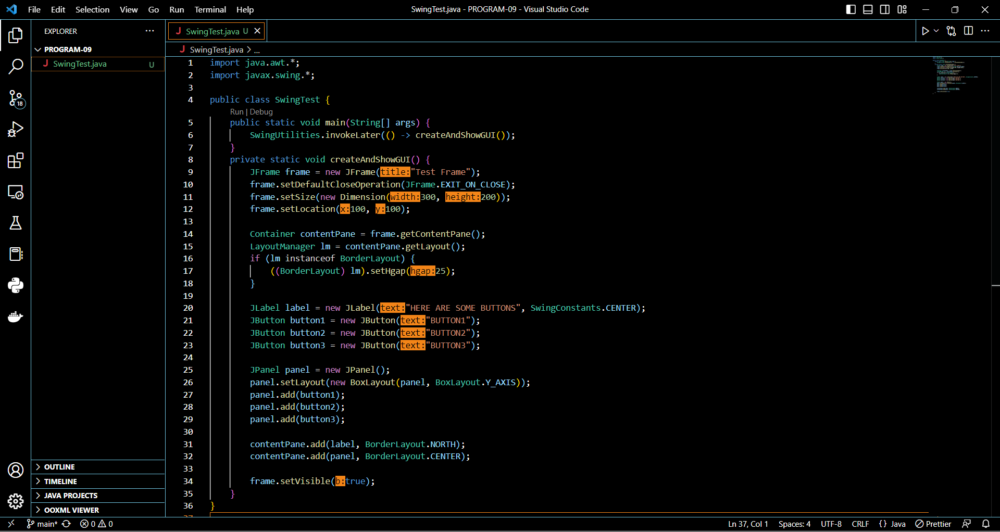 File Edit Selection View Go Run Terminal Help
SwingTest.java - PROGRAM-09 - Visual Studio Code
EXPLORER
PROGRAM-09
J SwingTest.java U
18
OUTLINE
TIMELINE
JAVA PROJECTS
OOXML VIEWER
J SwingTest.java U
J SwingTest.java > ...
1 import java.awt.*;
2 import javax.swing.*;
3
4 public class SwingTest {
Run | Debug
5 public static void main(String[] args) {
6 SwingUtilities.invokeLater(() -> createAndShowGUI());
7 }
8 private static void createAndShowGUI() {
9 JFrame frame = new JFrame(title:"Test Frame");
10 frame.setDefaultCloseOperation(JFrame.EXIT_ON_CLOSE);
11 frame.setSize(new Dimension(width:300, height:200));
12 frame.setLocation(x:100, y:100);
13
14 Container contentPane = frame.getContentPane();
15 LayoutManager lm = contentPane.getLayout();
16 if (lm instanceof BorderLayout) {
17 ((BorderLayout) lm).setHgap(hgap:25);
18 }
19
20 JLabel label = new JLabel(text:"HERE ARE SOME BUTTONS", SwingConstants.CENTER);
21 JButton button1 = new JButton(text:"BUTTON1");
22 JButton button2 = new JButton(text:"BUTTON2");
23 JButton button3 = new JButton(text:"BUTTON3");
24
25 JPanel panel = new JPanel();
26 panel.setLayout(new BoxLayout(panel, BoxLayout.Y_AXIS));
27 panel.add(button1);
28 panel.add(button2);
29 panel.add(button3);
30
31 contentPane.add(label, BorderLayout.NORTH);
32 contentPane.add(panel, BorderLayout.CENTER);
33
34 frame.setVisible(b:true);
35 }
36 }
37
main* 0 0
Ln 37, Col 1 Spaces: 4 UTF-8 CRLF {} Java Prettier